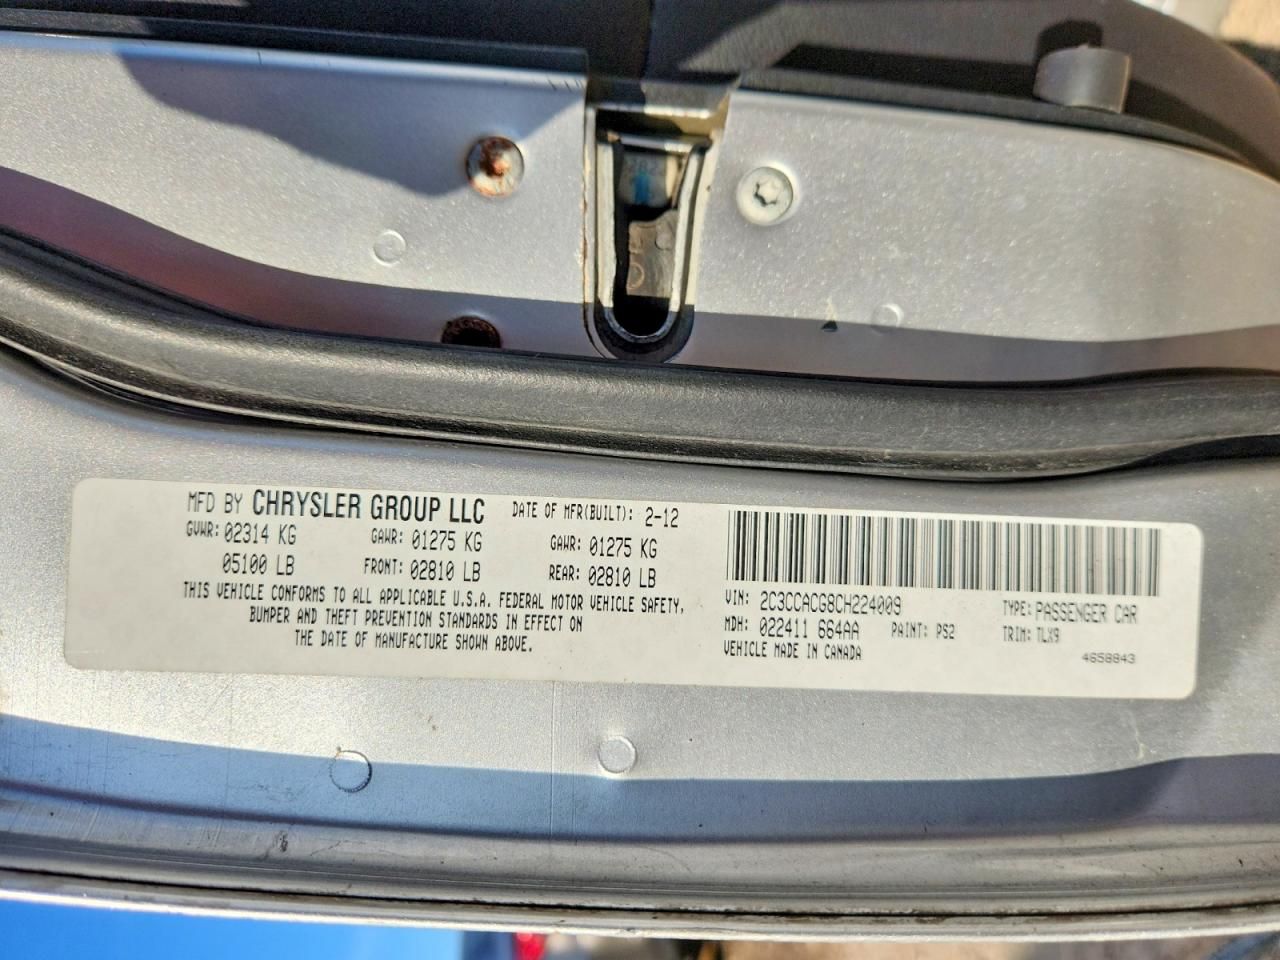 MFD BY CHRYSLER GROUP LLC DATE OF MFR(BUILT): 2-12
GVWR: 02314 KG GAWR: 01275 KG GAWR: 01275 KG
05100 LB FRONT: 02810 LB REAR: 02810 LB
THIS VEHICLE CONFORMS TO ALL APPLICABLE U.S.A. FEDERAL MOTOR VEHICLE SAFETY,
BUMPER AND THEFT PREVENTION STANDARDS IN EFFECT ON
THE DATE OF MANUFACTURE SHOWN ABOVE.
VIN: 2C3CCACG8CH224009 TYPE: PASSENGER CAR
MDH: 022411 664AA PAINT: PS2 TRIM: TLX9
VEHICLE MADE IN CANADA 4658843